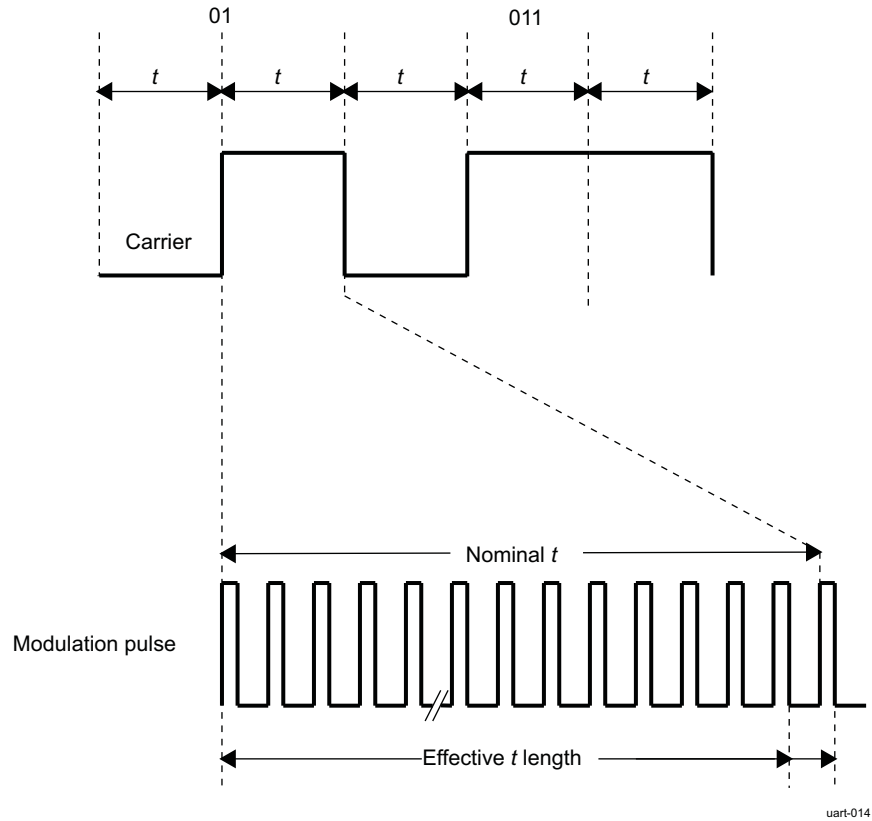 01 011
t t t t t
Carrier
Nominal t
Modulation pulse
Effective t length
uart-014